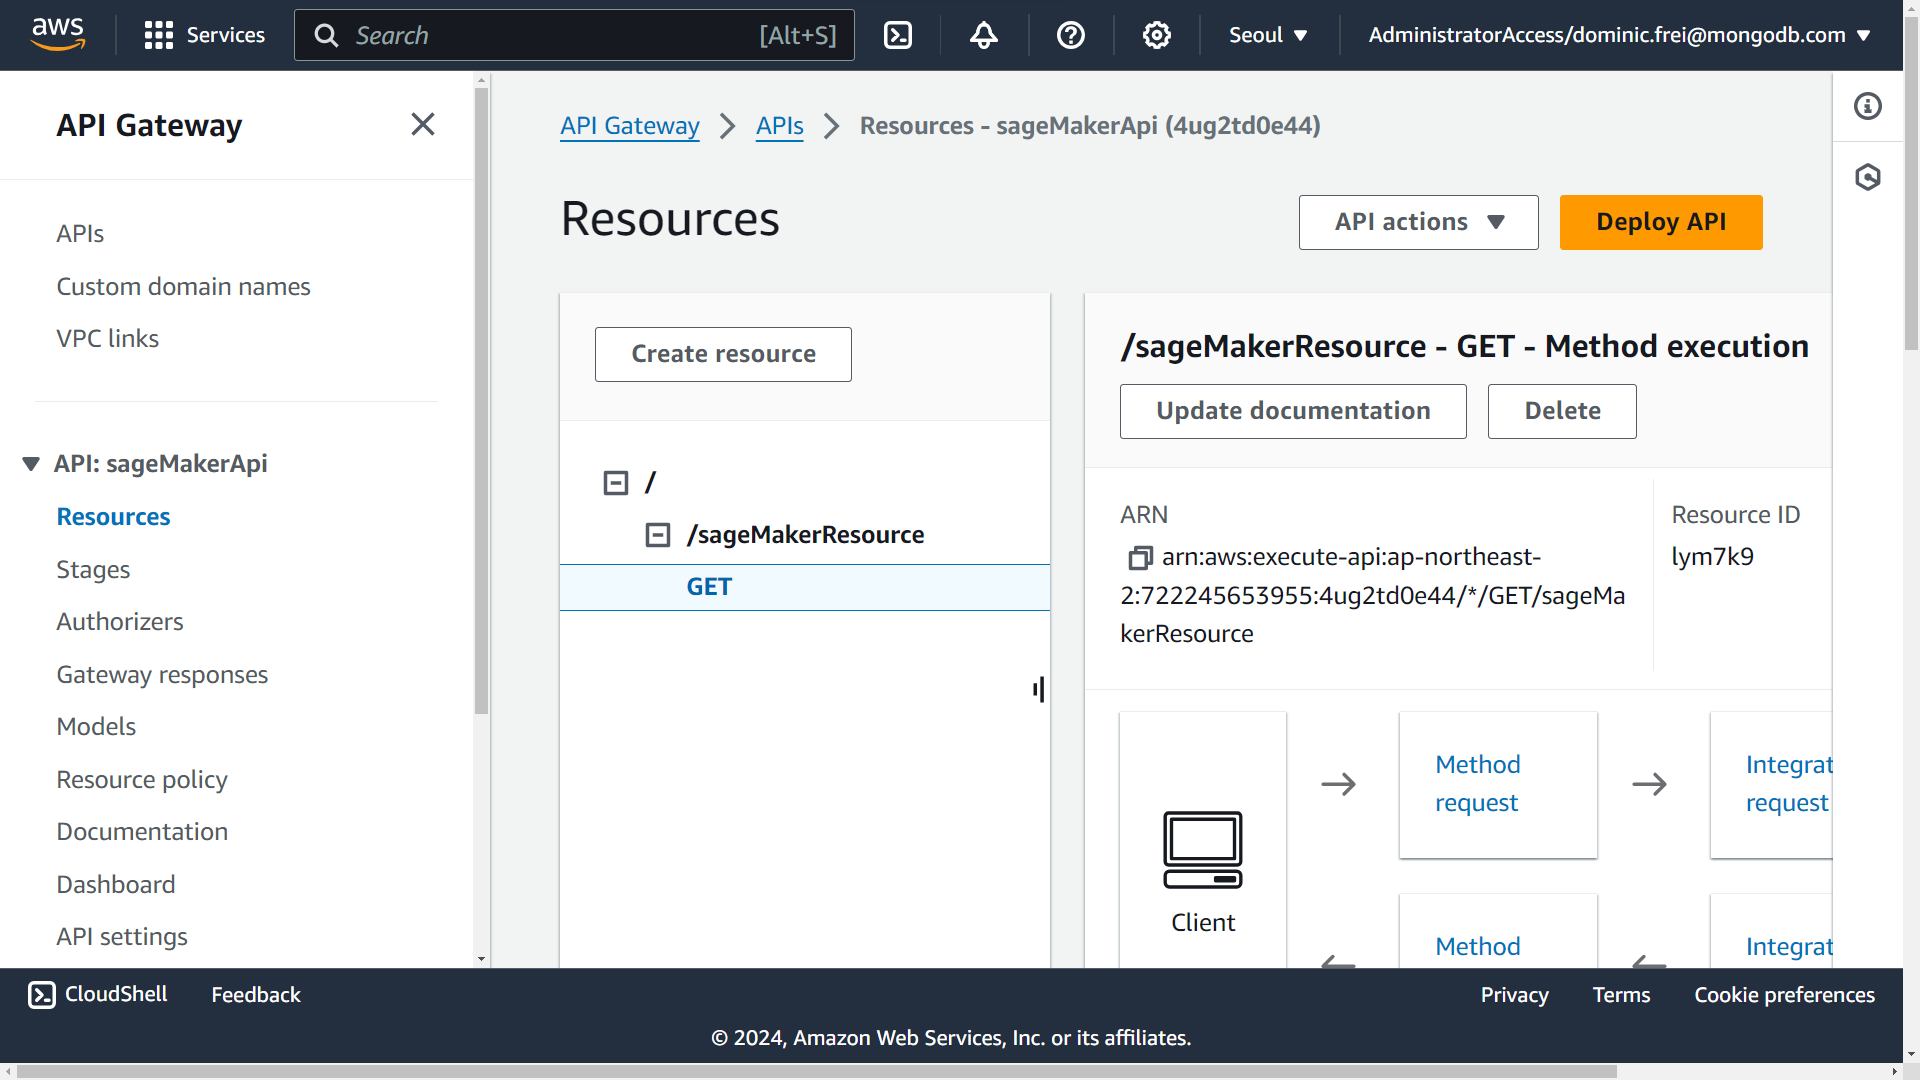 aws
Services
Search
[Alt+S]
Seoul
AdministratorAccess/dominic.frei@mongodb.com
API Gateway
APIs
Custom domain names
VPC links
API: sageMakerApi
Resources
Stages
Authorizers
Gateway responses
Models
Resource policy
Documentation
Dashboard
API settings
API Gateway
APIs
Resources - sageMakerApi (4ug2td0e44)
Resources
API actions
Deploy API
Create resource
/
/sageMakerResource
GET
/sageMakerResource - GET - Method execution
Update documentation
Delete
ARN
arn:aws:execute-api:ap-northeast-
2:722245653955:4ug2td0e44/*/GET/sageMa
kerResource
Resource ID
lym7k9
Client
Method
request
Integrat
request
Method
Integrat
CloudShell
Feedback
Privacy
Terms
Cookie preferences
© 2024, Amazon Web Services, Inc. or its affiliates.